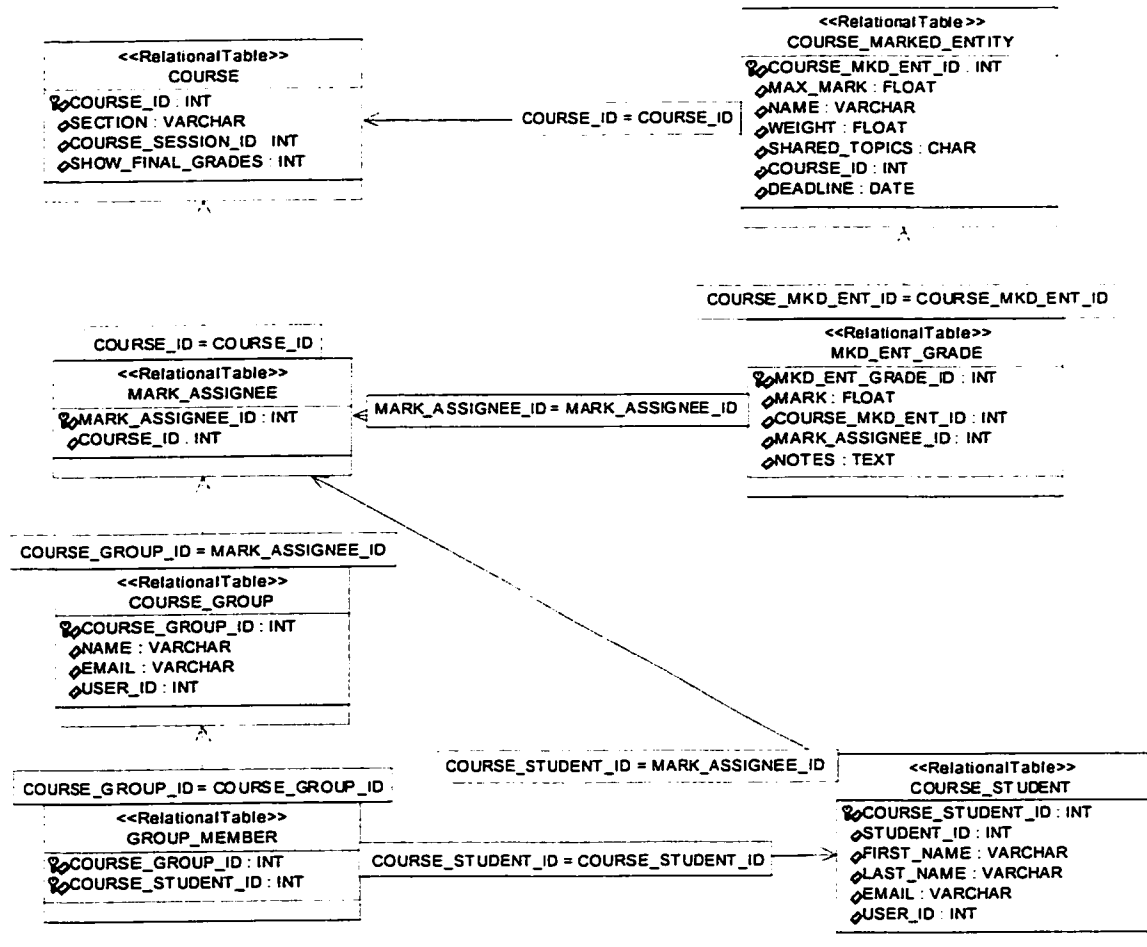 <<RelationalTable>>
COURSE
COURSE_ID : INT
SECTION : VARCHAR
COURSE_SESSION_ID INT
SHOW_FINAL_GRADES : INT
COURSE_ID = COURSE_ID
<<RelationalTable>>
COURSE_MARKED_ENTITY
COURSE_MKD_ENT_ID : INT
MAX_MARK : FLOAT
NAME : VARCHAR
WEIGHT : FLOAT
SHARED_TOPICS : CHAR
COURSE_ID : INT
DEADLINE : DATE
COURSE_MKD_ENT_ID = COURSE_MKD_ENT_ID
COURSE_ID = COURSE_ID
<<RelationalTable>>
MARK_ASSIGNEE
MARK_ASSIGNEE_ID : INT
COURSE_ID : INT
MARK_ASSIGNEE_ID = MARK_ASSIGNEE_ID
<<RelationalTable>>
MKD_ENT_GRADE
MKD_ENT_GRADE_ID : INT
MARK : FLOAT
COURSE_MKD_ENT_ID : INT
MARK_ASSIGNEE_ID : INT
NOTES : TEXT
COURSE_GROUP_ID = MARK_ASSIGNEE_ID
<<RelationalTable>>
COURSE_GROUP
COURSE_GROUP_ID : INT
NAME : VARCHAR
EMAIL : VARCHAR
USER_ID : INT
COURSE_STUDENT_ID = MARK_ASSIGNEE_ID
COURSE_GROUP_ID = COURSE_GROUP_ID
<<RelationalTable>>
GROUP_MEMBER
COURSE_GROUP_ID : INT
COURSE_STUDENT_ID : INT
COURSE_STUDENT_ID = COURSE_STUDENT_ID
<<RelationalTable>>
COURSE_STUDENT
COURSE_STUDENT_ID : INT
STUDENT_ID : INT
FIRST_NAME : VARCHAR
LAST_NAME : VARCHAR
EMAIL : VARCHAR
USER_ID : INT